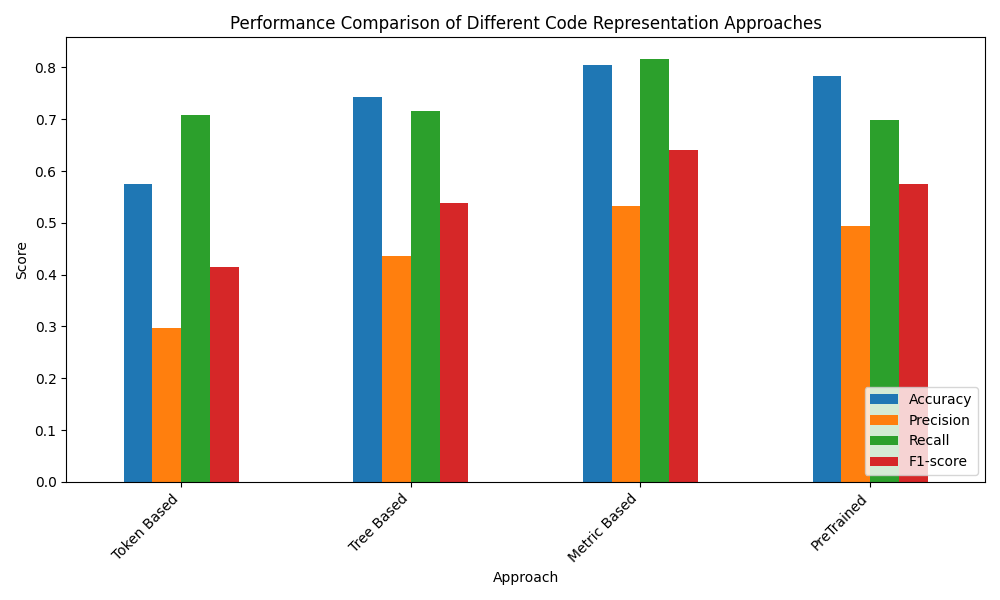 Performance Comparison of Different Code Representation Approaches
Score
0.8
0.7
0.6
0.5
0.4
0.3
0.2
0.1
0.0
Accuracy
Precision
Recall
F1-score
Token Based
Tree Based
Metric Based
PreTrained
Approach